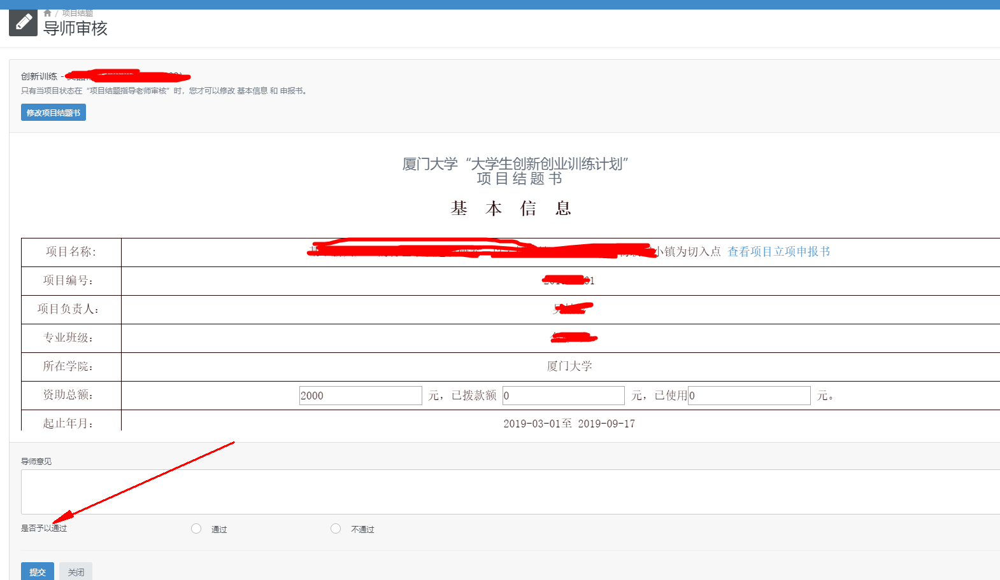 / 项目结题
导师审核
创新训练 -
只有当项目状态在“项目结题指导老师审核”时，您才可以修改 基本信息 和 申报书。
修改项目结题书
厦门大学“大学生创新创业训练计划”
项 目 结 题 书
基 本 信 息
项目名称: 小镇为切入点 查看项目立项申报书
项目编号:
项目负责人:
专业班级:
所在学院: 厦门大学
资助总额: 2000 元，已拨款额 0 元，已使用 0 元。
起止年月: 2019-03-01至 2019-09-17
导师意见
是否予以通过 通过 不通过
提交 关闭